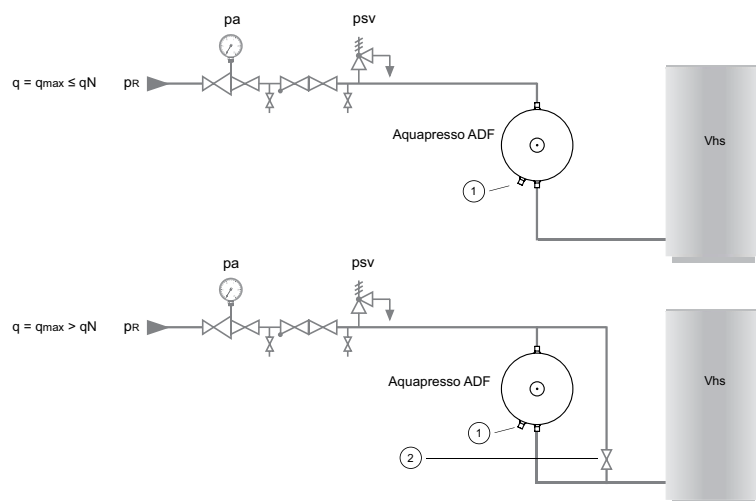 pa
psv
q = qmax ≤ qN
pR
Aquapresso ADF
Vhs
1
pa
psv
q = qmax > qN
pR
Aquapresso ADF
Vhs
1
2